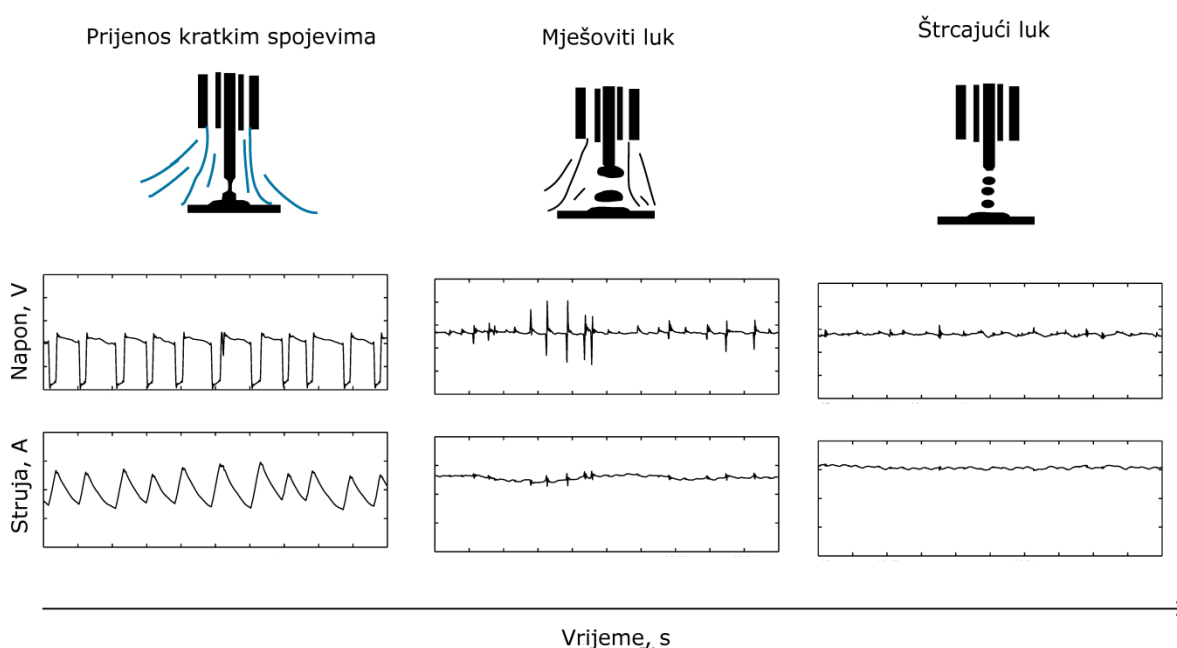 Prijenos kratkim spojevima
Mješoviti luk
Štrcajući luk
Napon, V
Struja, A
Vrijeme, s